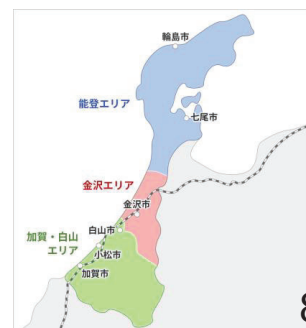 輪島市
能登エリア
七尾市
金沢エリア
金沢市
白山市
加賀・白山
エリア
小松市
加賀市